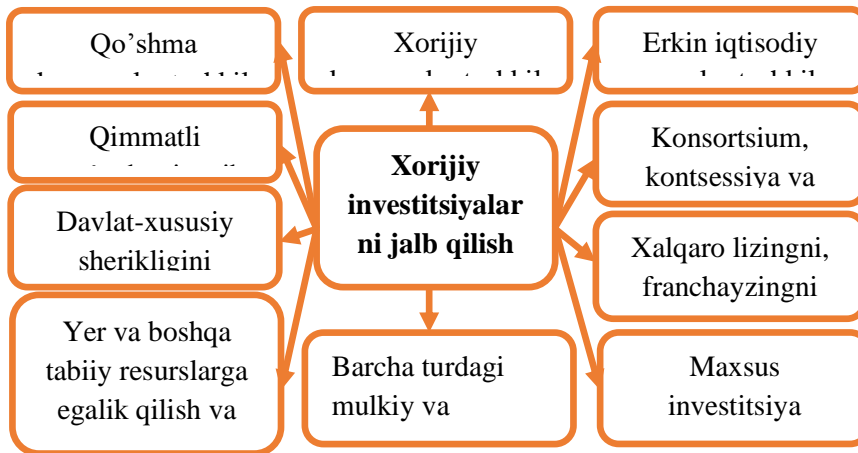 Qo’shma
Xorijiy
Erkin iqtisodiy
Qimmatli
Xorijiy
investitsiyalar
ni jalb qilish
Konsortsium,
kontsessiya va
Davlat-xususiy
sherikligini
Xalqaro lizingni,
franchayzingni
Yer va boshqa
tabiiy resurslarga
egalik qilish va
Barcha turdagi
mulkiy va
Maxsus
investitsiya